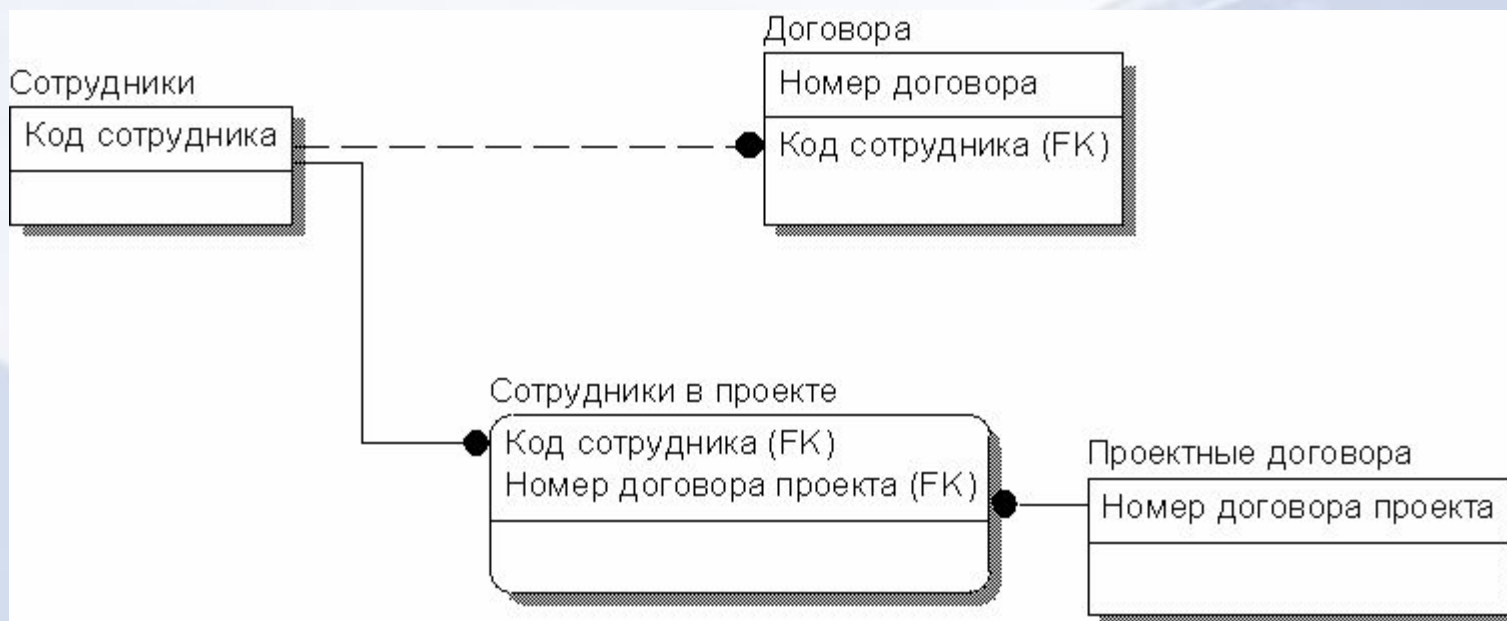 Договора
Номер договора
Код сотрудника (FK)
Сотрудники
Код сотрудника
Сотрудники в проекте
Код сотрудника (FK)
Номер договора проекта (FK)
Проектные договора
Номер договора проекта